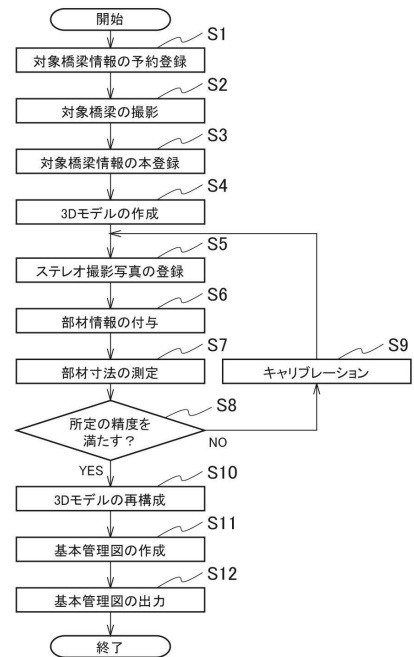 開始
S1
対象橋梁情報の予約登録
S2
対象橋梁の撮影
S3
対象橋梁情報の本登録
S4
3Dモデルの作成
S5
ステレオ撮影写真の登録
S6
部材情報の付与
S7
部材寸法の測定
S9
キャリブレーション
S8
所定の精度を
満たす?
NO
YES
S10
3Dモデルの再構成
S11
基本管理図の作成
S12
基本管理図の出力
終了